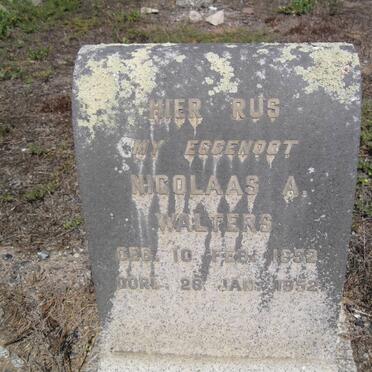 HIER RUS
MY EGGENOOT
NICOLAAS A.
WALTERS
GEB. 10 FEB.
OORL. 26 JAN. 1952